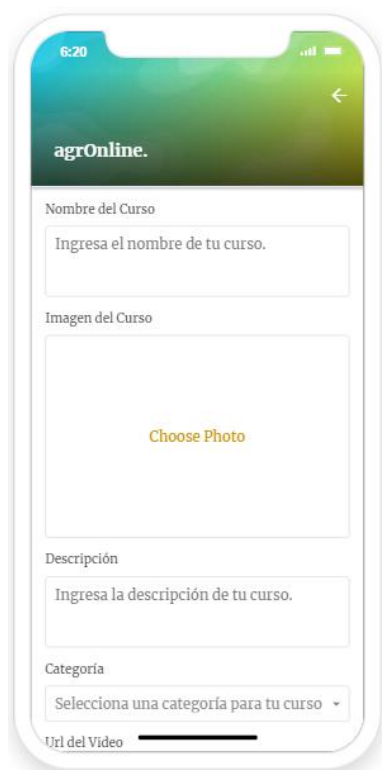 6:20
agrOnline.
Nombre del Curso
Ingresa el nombre de tu curso.
Imagen del Curso
Choose Photo
Descripción
Ingresa la descripción de tu curso.
Categoría
Selecciona una categoría para tu curso
Url del Video